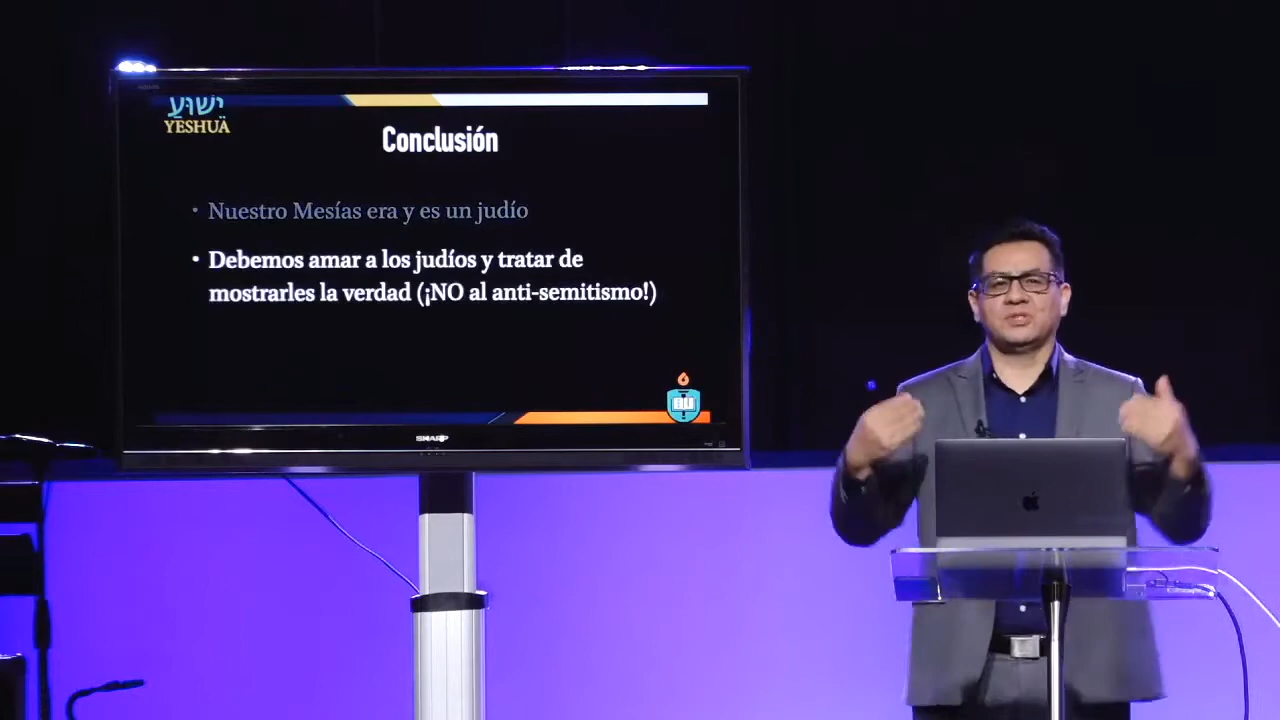 יֵשׁוּעַ
YESHUA
Conclusión
• Nuestro Mesías era y es un judío
• Debemos amar a los judíos y tratar de
mostrarles la verdad (¡NO al anti-semitismo!)
SHARP